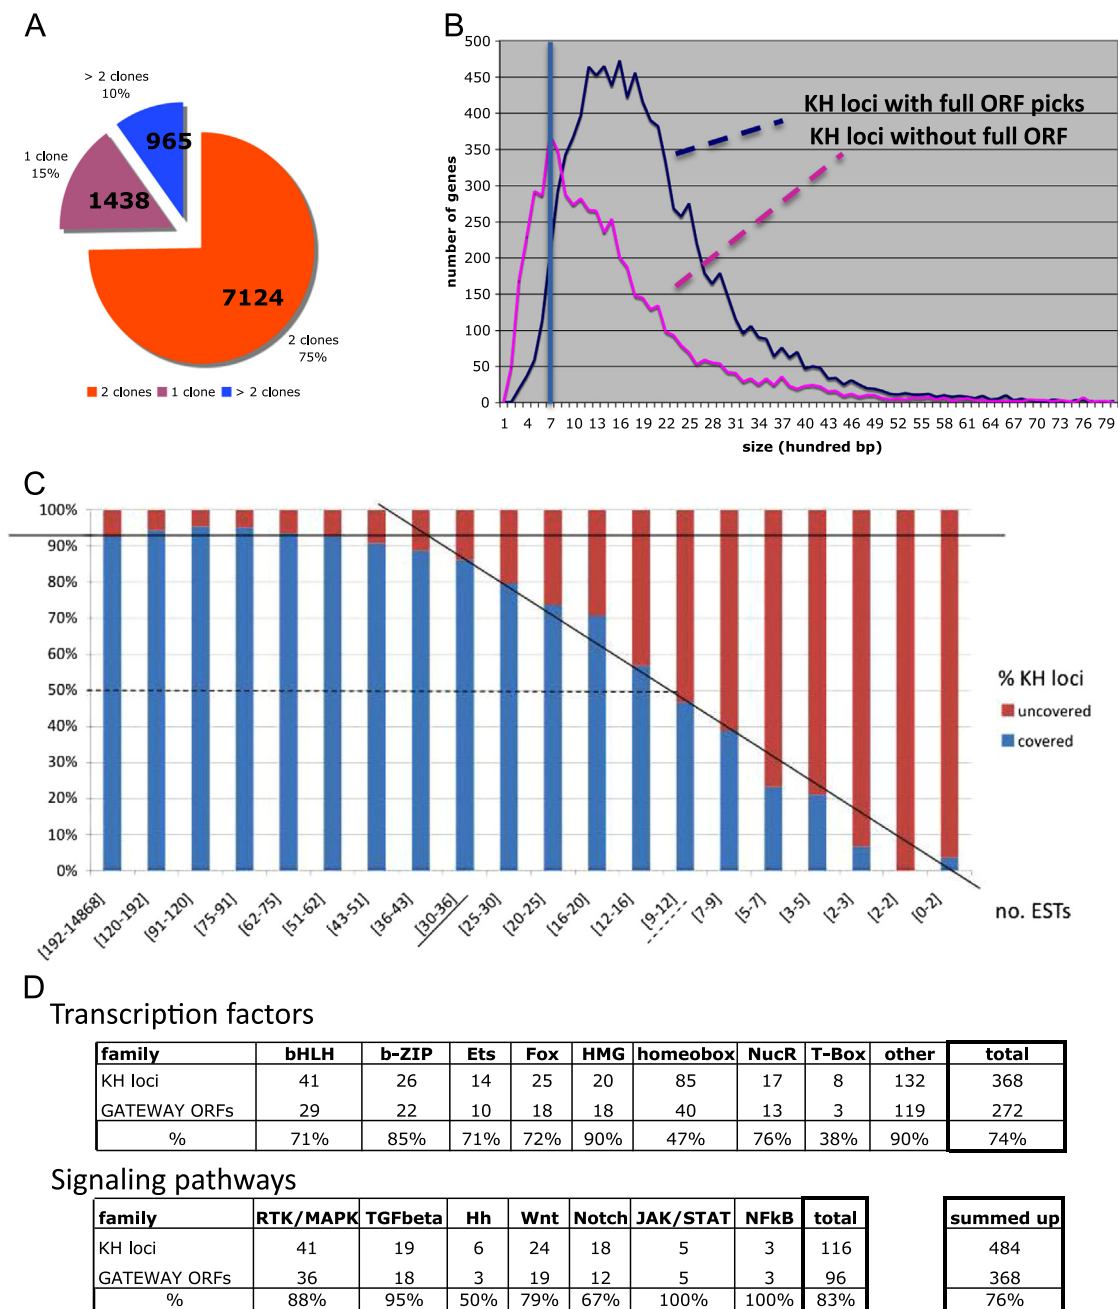 A
> 2 clones
10%
965
1 clone
15%
1438
7124
2 clones
75%
2 clones 1 clone > 2 clones
B
500
450
400
350
300
250
200
150
100
50
0
number of genes
KH loci with full ORF picks
KH loci without full ORF
1 4 7 10 13 16 19 22 25 28 31 34 37 40 43 46 49 52 55 58 61 64 67 70 73 76 79
size (hundred bp)
C
100%
90%
80%
70%
60%
50%
40%
30%
20%
10%
0%
% KH loci
uncovered
covered
[192-14868] [120-192] [91-120] [75-91] [62-75] [51-62] [43-51] [36-43] [30-36] [25-30] [20-25] [16-20] [12-16] [9-12] [7-9] [5-7] [3-5] [2-3] [2-2] [0-2]
no. ESTs
D
Transcription factors
family bHLH b-ZIP Ets Fox HMG homeobox NucR T-Box other total
KH loci 41 26 14 25 20 85 17 8 132 368
GATEWAY ORFs 29 22 10 18 18 40 13 3 119 272
% 71% 85% 71% 72% 90% 47% 76% 38% 90% 74%
Signaling pathways
family RTK/MAPK TGFbeta Hh Wnt Notch JAK/STAT NFkB total summed up
KH loci 41 19 6 24 18 5 3 116 484
GATEWAY ORFs 36 18 3 19 12 5 3 96 368
% 88% 95% 50% 79% 67% 100% 100% 83% 76%